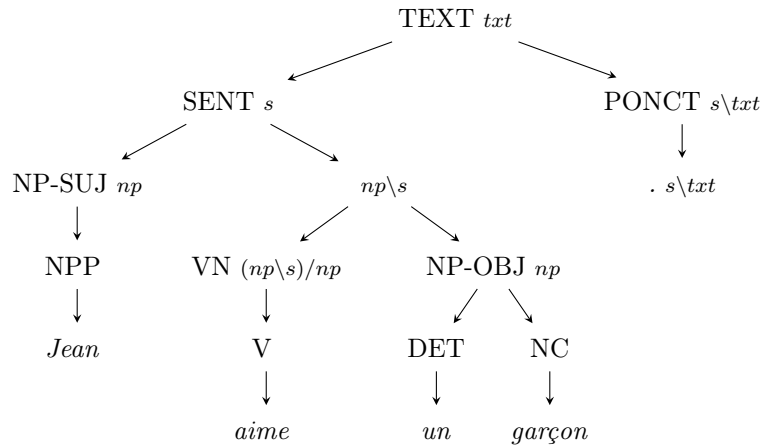 TEXT txt
SENT s PONCT s\txt
NP-SUJ np np\s . s\txt
NPP VN (np\s)/np NP-OBJ np
Jean V DET NC
aime un garçon